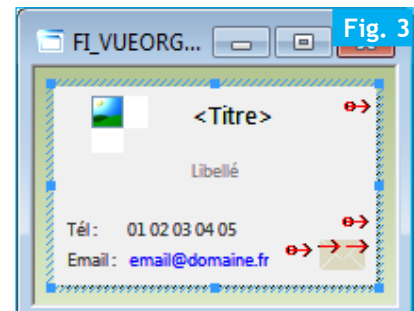 Fig. 3
FI_VUEORG...
<Titre>
Libellé
Tél : 01 02 03 04 05
Email : email@domaine.fr